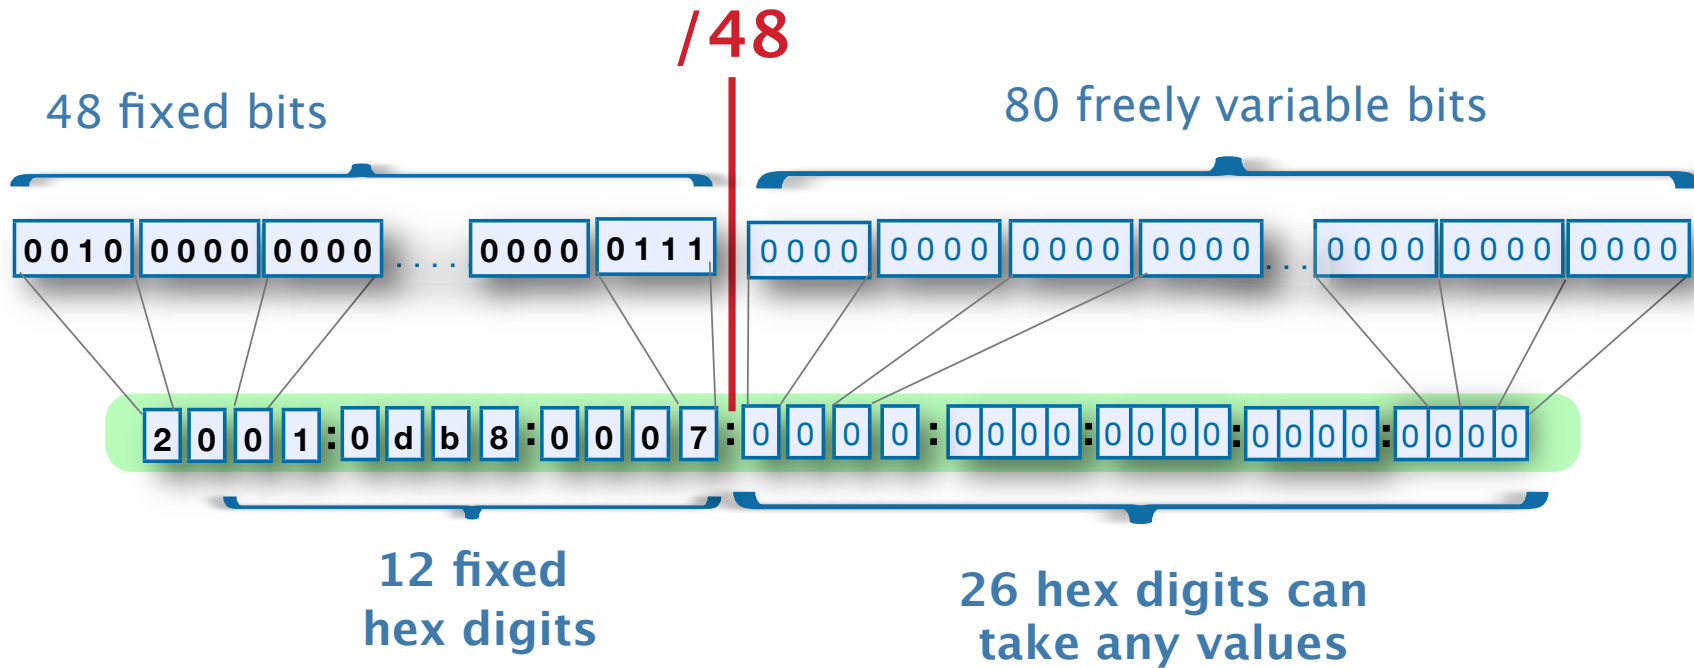 /48
48 fixed bits
80 freely variable bits
0010 0000 0000 ..... 0000 0111 0000 0000 0000 0000 ... 0000 0000 0000
2001:0db8:0007:0000:0000:0000:0000:0000
12 fixed
hex digits
26 hex digits can
take any values